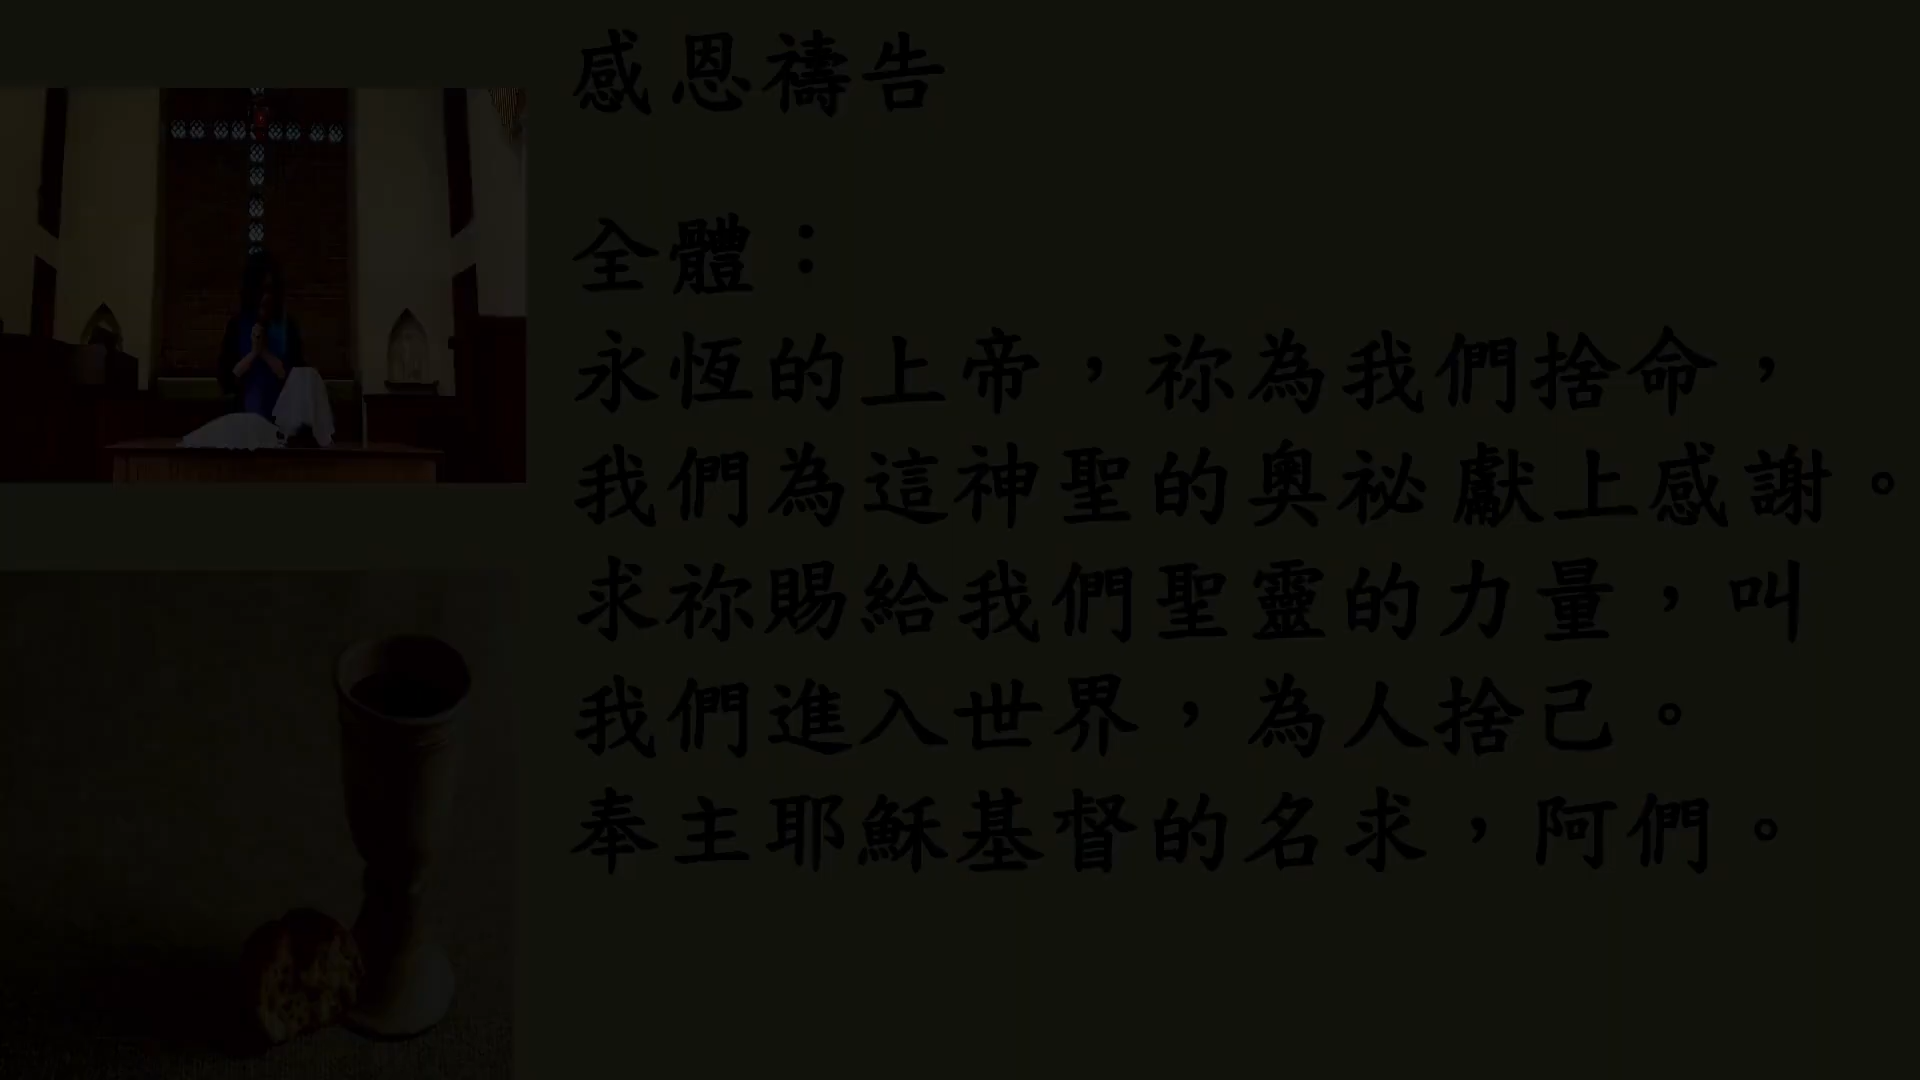 感恩禱告
全體：
永恆的上帝，祢為我們捨命，
我們為這神聖的奧祕 獻上感謝。
求祢賜給我們聖靈的力量，叫
我們進入世界，為人捨己。
奉主耶穌基督的名求，阿們。